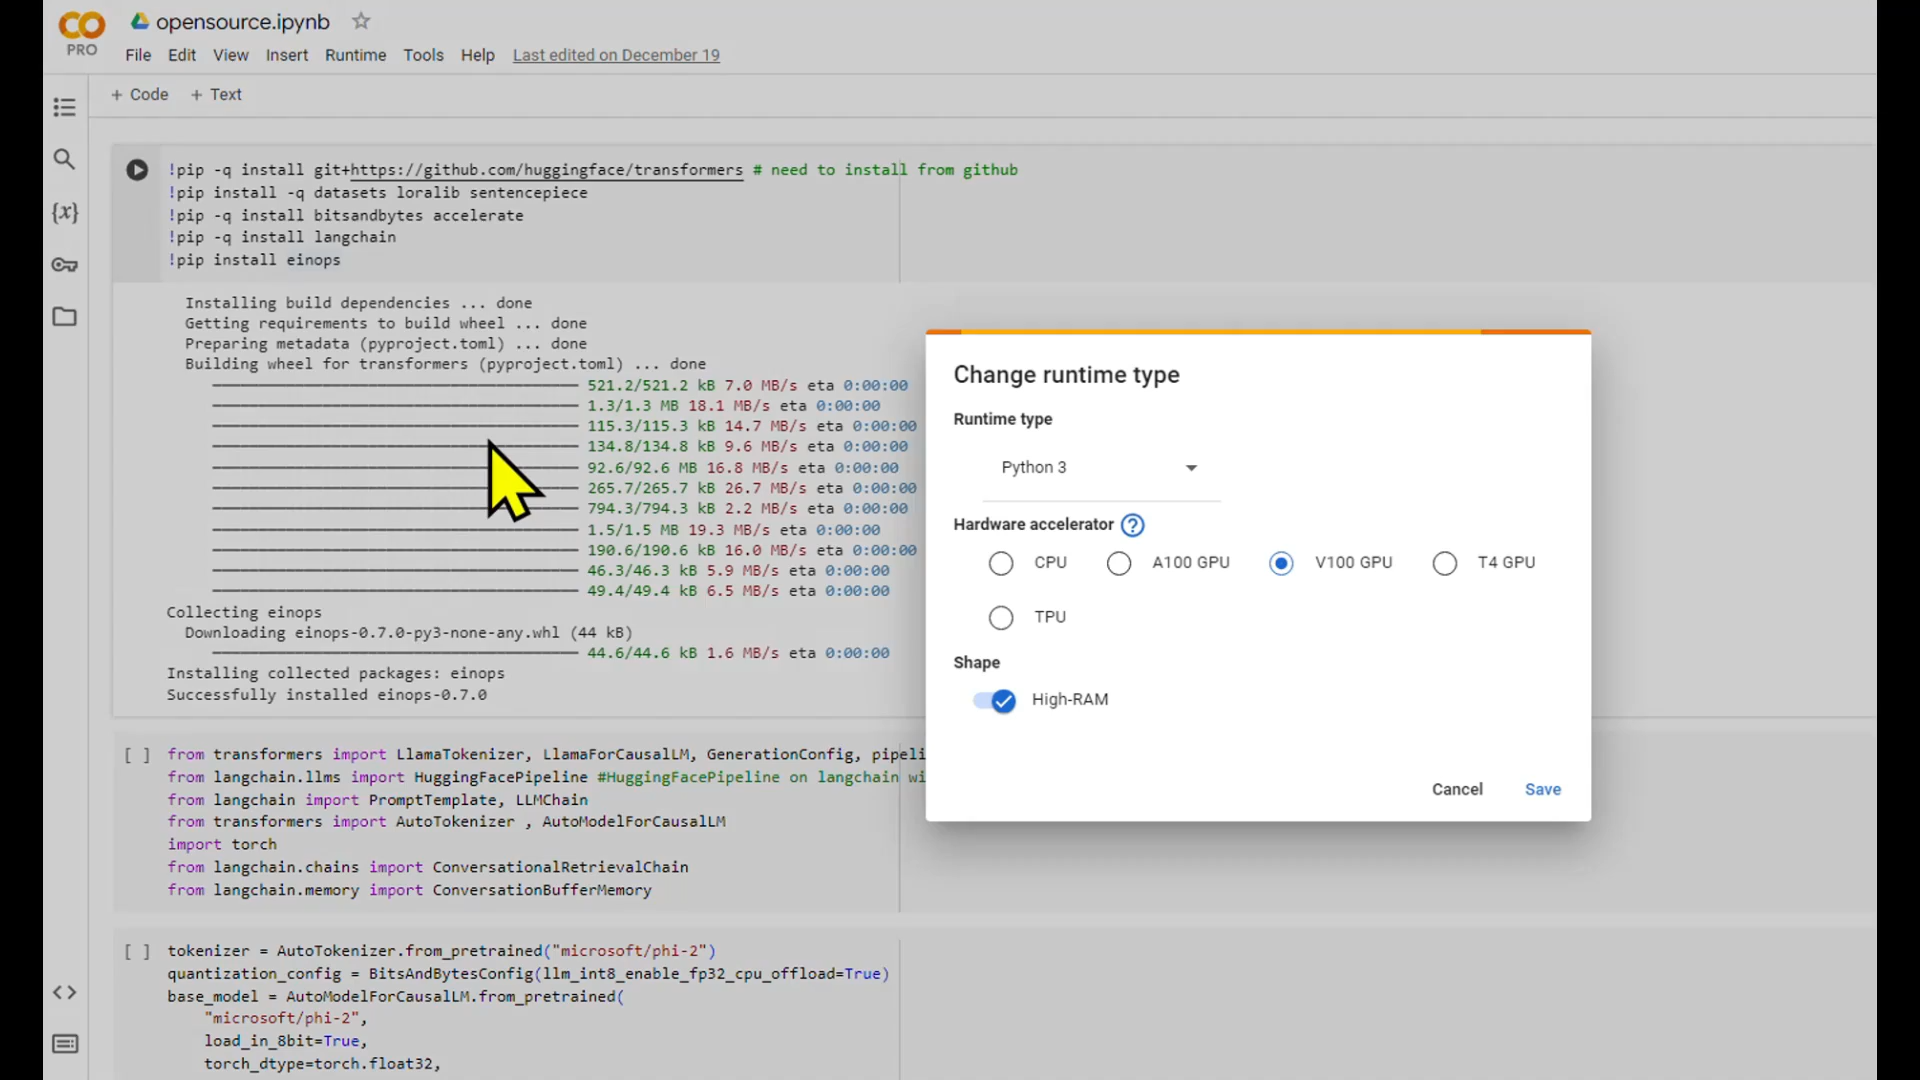 CO
PRO
opensource.ipynb
File Edit View Insert Runtime Tools Help Last edited on December 19
+ Code + Text
!pip -q install git+https://github.com/huggingface/transformers # need to install from github
!pip install -q datasets loralib sentencepiece
!pip -q install bitsandbytes accelerate
!pip -q install langchain
!pip install einops
Installing build dependencies ... done
Getting requirements to build wheel ... done
Preparing metadata (pyproject.toml) ... done
Building wheel for transformers (pyproject.toml) ... done
521.2/521.2 kB 7.0 MB/s eta 0:00:00
1.3/1.3 MB 18.1 MB/s eta 0:00:00
115.3/115.3 kB 14.7 MB/s eta 0:00:00
134.8/134.8 kB 9.6 MB/s eta 0:00:00
92.6/92.6 MB 16.8 MB/s eta 0:00:00
265.7/265.7 kB 26.7 MB/s eta 0:00:00
794.3/794.3 kB 2.2 MB/s eta 0:00:00
1.5/1.5 MB 19.3 MB/s eta 0:00:00
190.6/190.6 kB 16.0 MB/s eta 0:00:00
46.3/46.3 kB 5.9 MB/s eta 0:00:00
49.4/49.4 kB 6.5 MB/s eta 0:00:00
Collecting einops
Downloading einops-0.7.0-py3-none-any.whl (44 kB)
44.6/44.6 kB 1.6 MB/s eta 0:00:00
Installing collected packages: einops
Successfully installed einops-0.7.0
[ ] from transformers import LlamaTokenizer, LlamaForCausalLM, GenerationConfig, pipeli
from langchain.llms import HuggingFacePipeline #HuggingFacePipeline on langchain wi
from langchain import PromptTemplate, LLMChain
from transformers import AutoTokenizer , AutoModelForCausalLM
import torch
from langchain.chains import ConversationalRetrievalChain
from langchain.memory import ConversationBufferMemory
[ ] tokenizer = AutoTokenizer.from_pretrained("microsoft/phi-2")
quantization_config = BitsAndBytesConfig(llm_int8_enable_fp32_cpu_offload=True)
base_model = AutoModelForCausalLM.from_pretrained(
"microsoft/phi-2",
load_in_8bit=True,
torch_dtype=torch.float32,
Change runtime type
Runtime type
Python 3
Hardware accelerator ?
CPU A100 GPU V100 GPU T4 GPU
TPU
Shape
High-RAM
Cancel Save